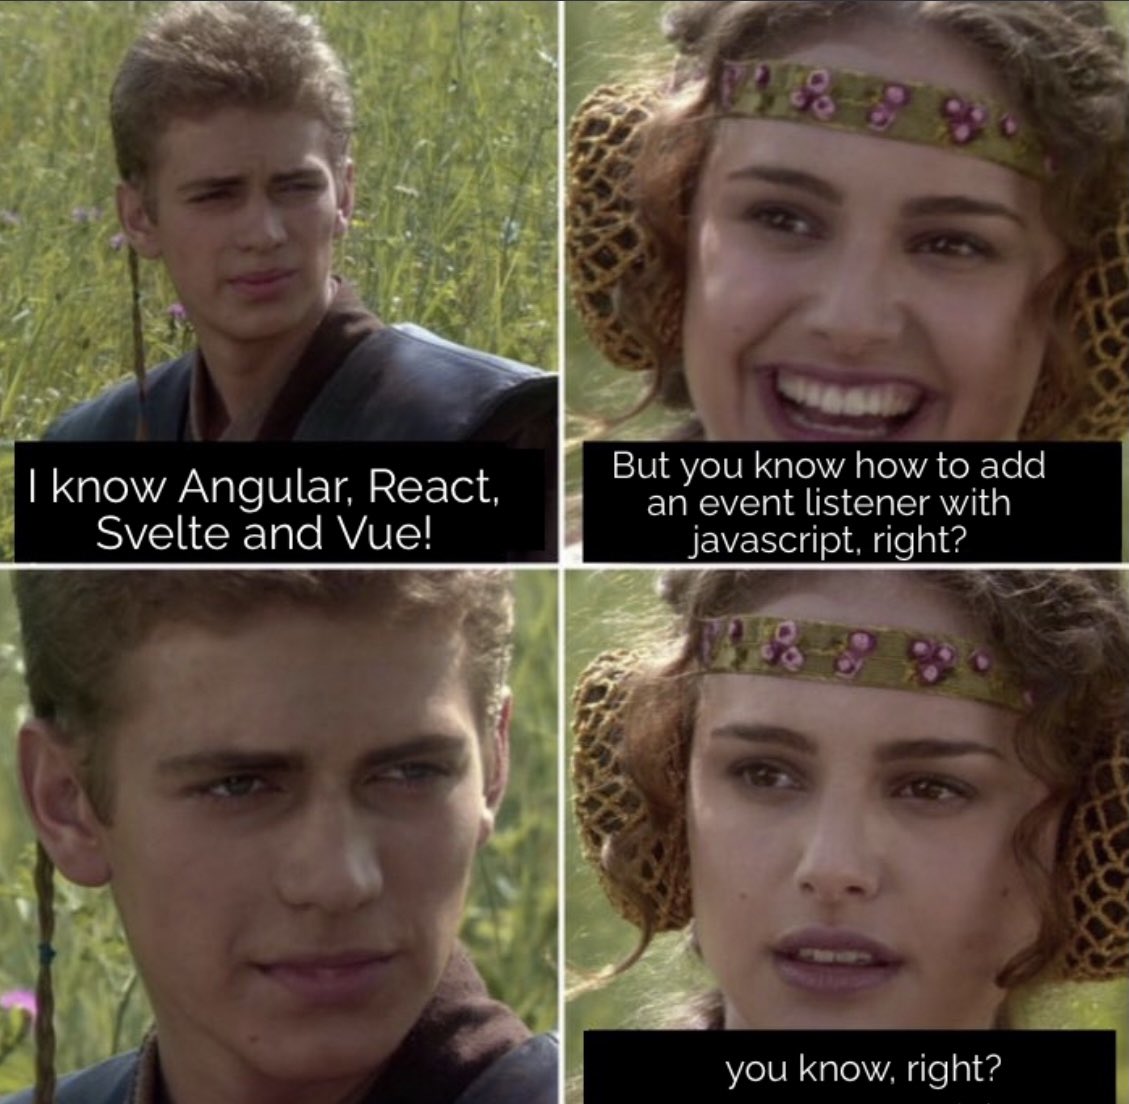 I know Angular, React,
Svelte and Vue!
But you know how to add
an event listener with
javascript, right?
you know, right?